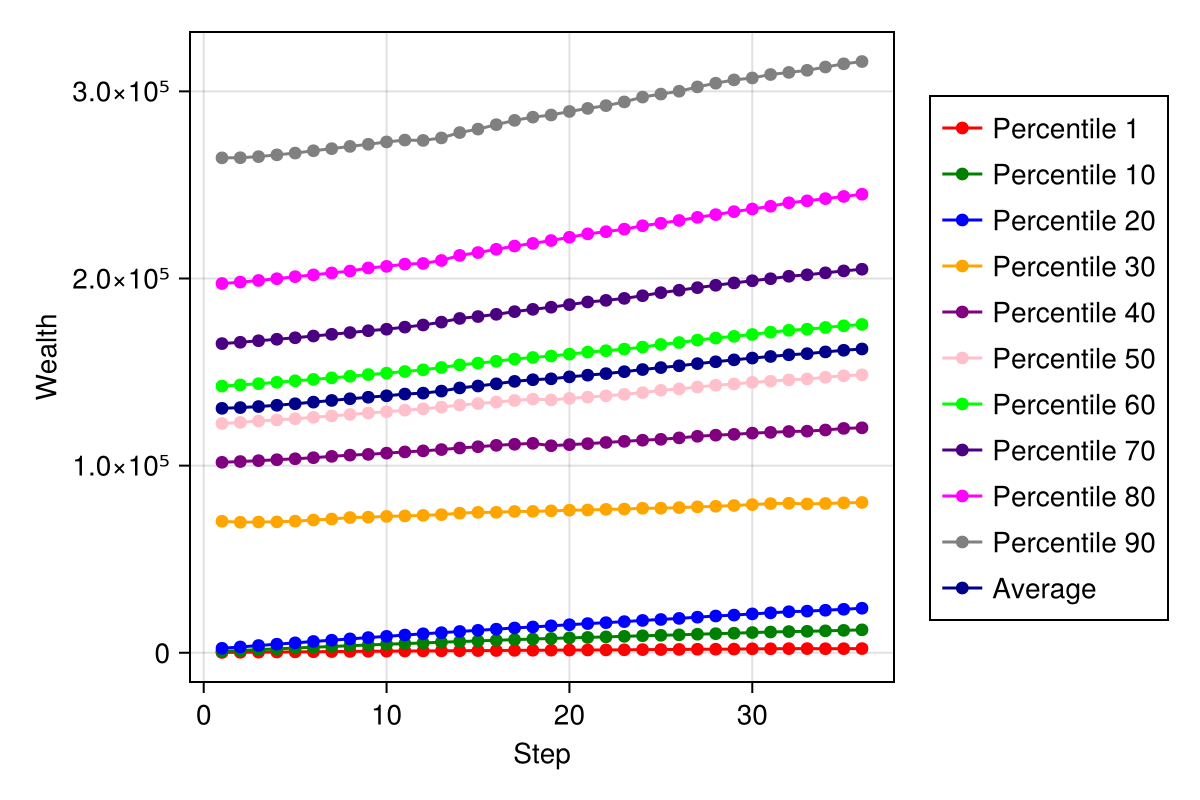 3.0×10⁵
2.0×10⁵
1.0×10⁵
0
Wealth
0 10 20 30
Step
Percentile 1
Percentile 10
Percentile 20
Percentile 30
Percentile 40
Percentile 50
Percentile 60
Percentile 70
Percentile 80
Percentile 90
Average